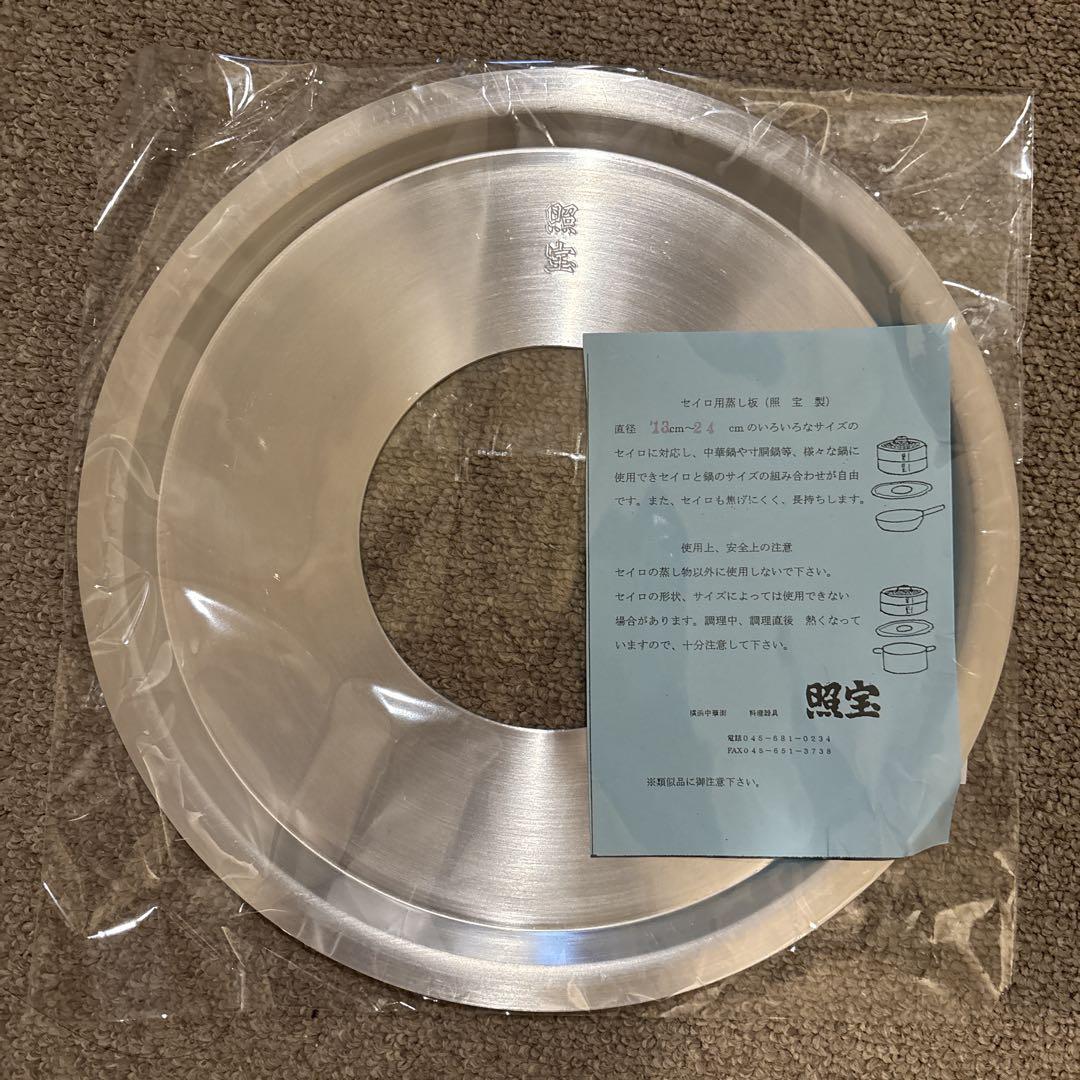 照
宝
セイロ用蒸し板(照 宝 製)
直径 13cm〜24 cmのいろいろなサイズの
セイロに対応し、中華鍋や寸胴鍋等、様々な鍋に
使用できセイロと鍋のサイズの組み合わせが自由
です。また、セイロも焦げにくく、長持ちします。
使用上、安全上の注意
セイロの蒸し物以外に使用しないで下さい。
セイロの形状、サイズによっては使用できない
場合があります。調理中、調理直後 熱くなって
いますので、十分注意して下さい。
横浜中華街 料理器具 照宝
電話045-681-0234
FAX045-651-3738
※類似品に御注意下さい。